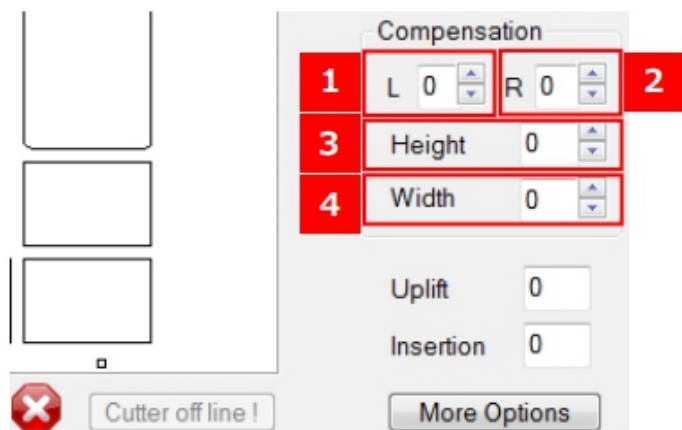 Compensation
1 L 0 R 0 2
3 Height 0
4 Width 0
Uplift 0
Insertion 0
Cutter off line !
More Options